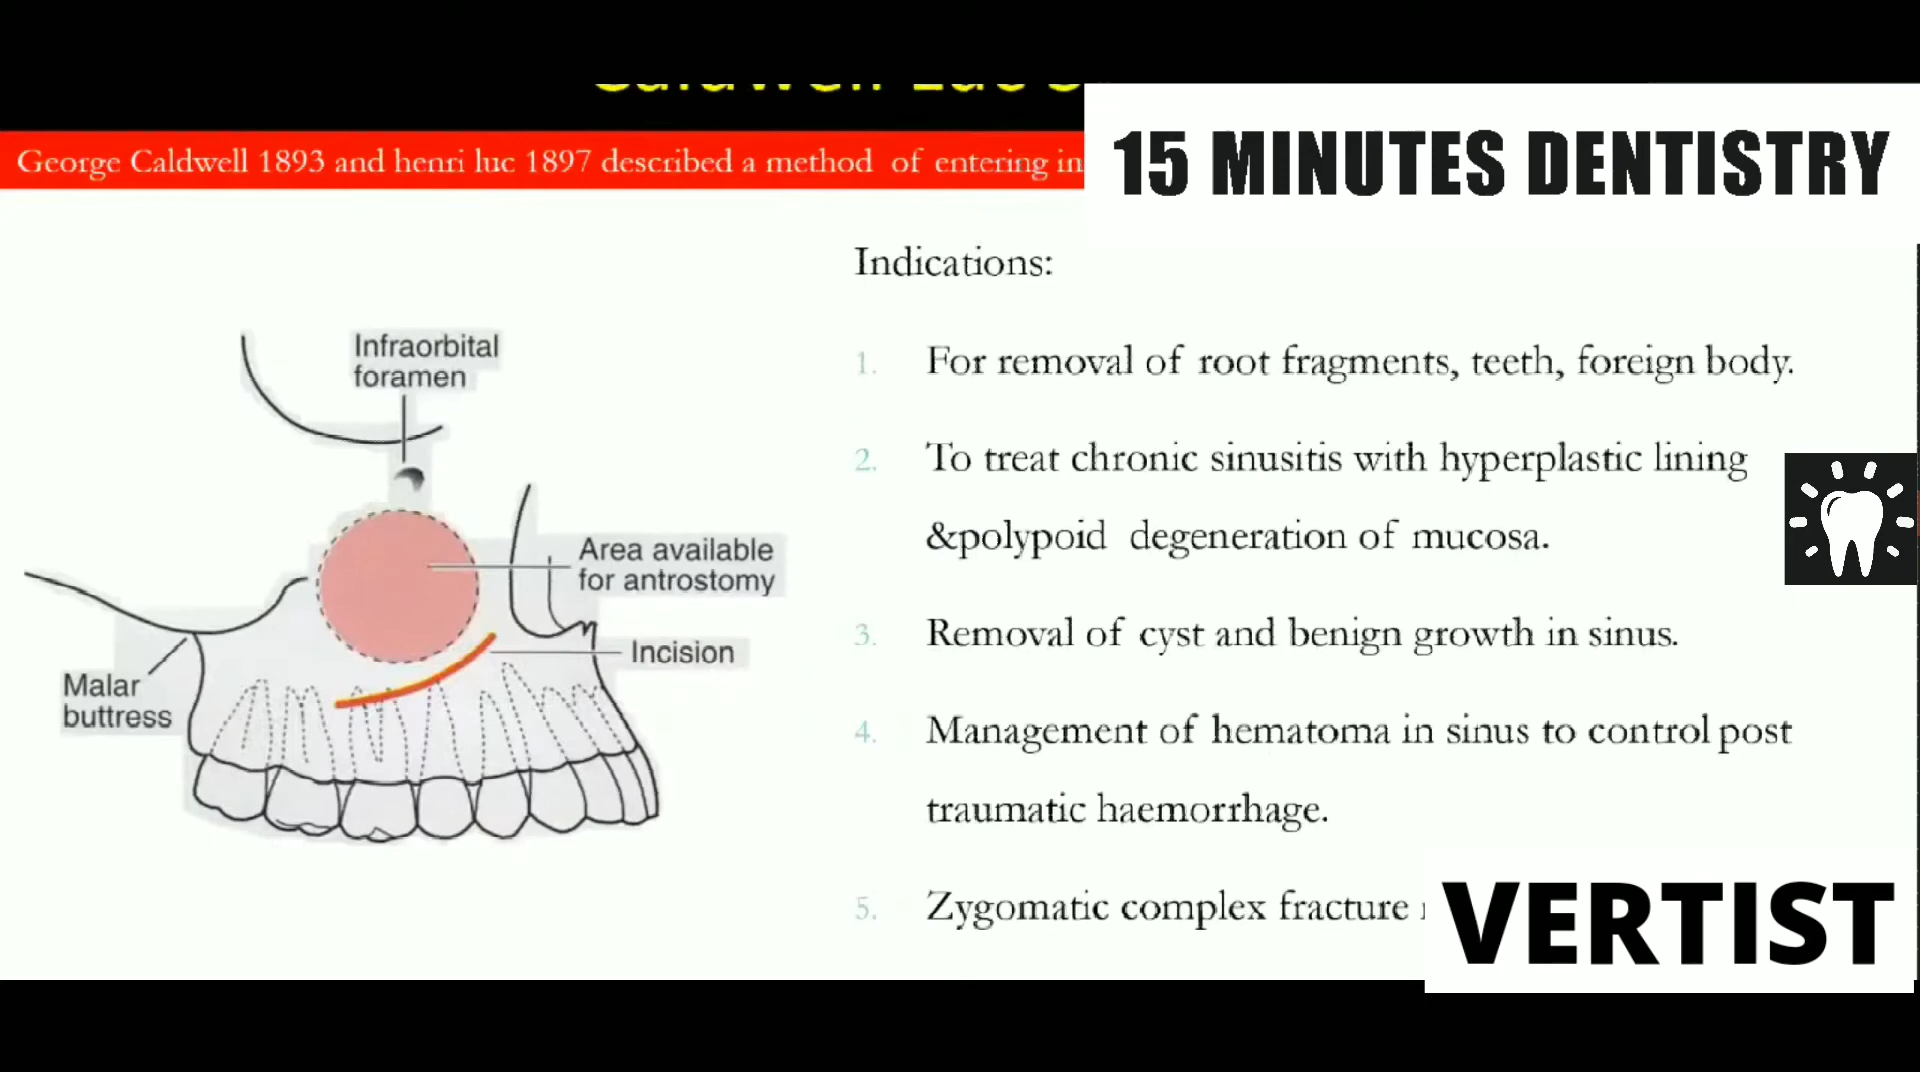 15 MINUTES DENTISTRY
George Caldwell 1893 and henri luc 1897 described a method of entering in
Indications:
1. For removal of root fragments, teeth, foreign body.
2. To treat chronic sinusitis with hyperplastic lining
&polypoid degeneration of mucosa.
3. Removal of cyst and benign growth in sinus.
4. Management of hematoma in sinus to control post
traumatic haemorrhage.
5. Zygomatic complex fracture
Infraorbital
foramen
Area available
for antrostomy
Incision
Malar
buttress
VERTIST